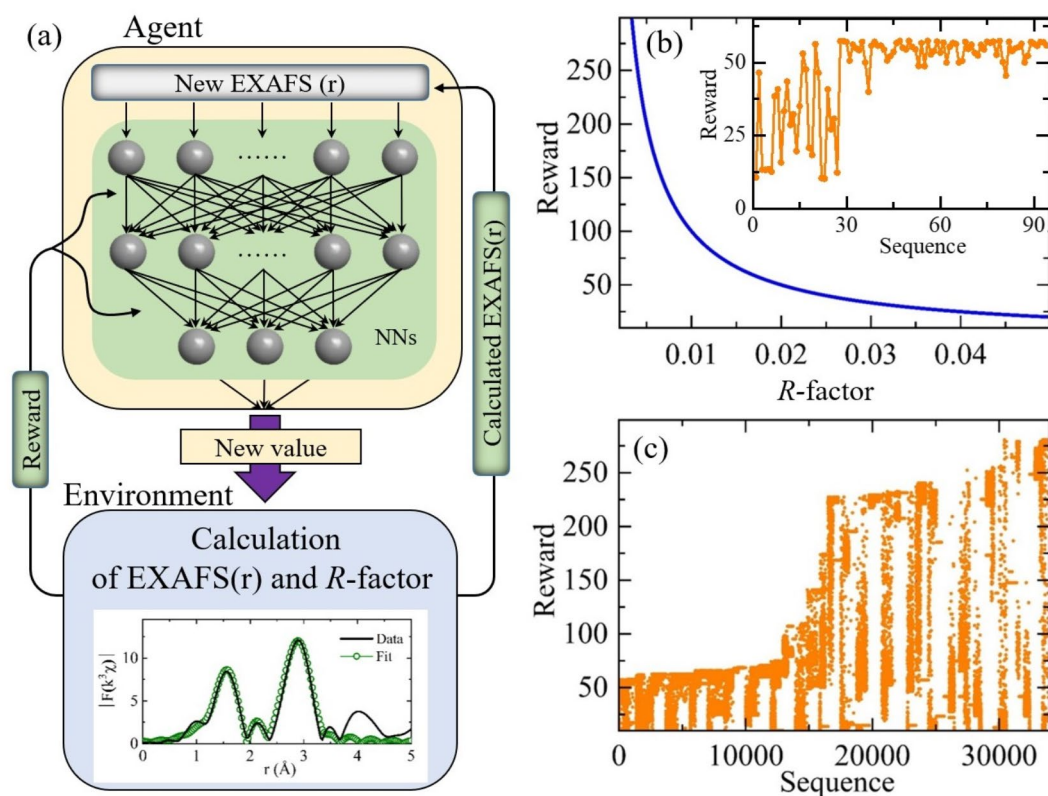 (a)
Agent
New EXAFS (r)
......
......
NNs
Reward
Calculated EXAFS(r)
New value
Environment
Calculation
of EXAFS(r) and R-factor
|F(k³χ)|
10
5
0
Data
Fit
0 1 2 3 4 5
r (Å)
(b)
Reward
250
200
150
100
50
0.01 0.02 0.03 0.04
R-factor
Reward
50
25
0
0 30 60 90
Sequence
(c)
Reward
250
200
150
100
50
0 10000 20000 30000
Sequence